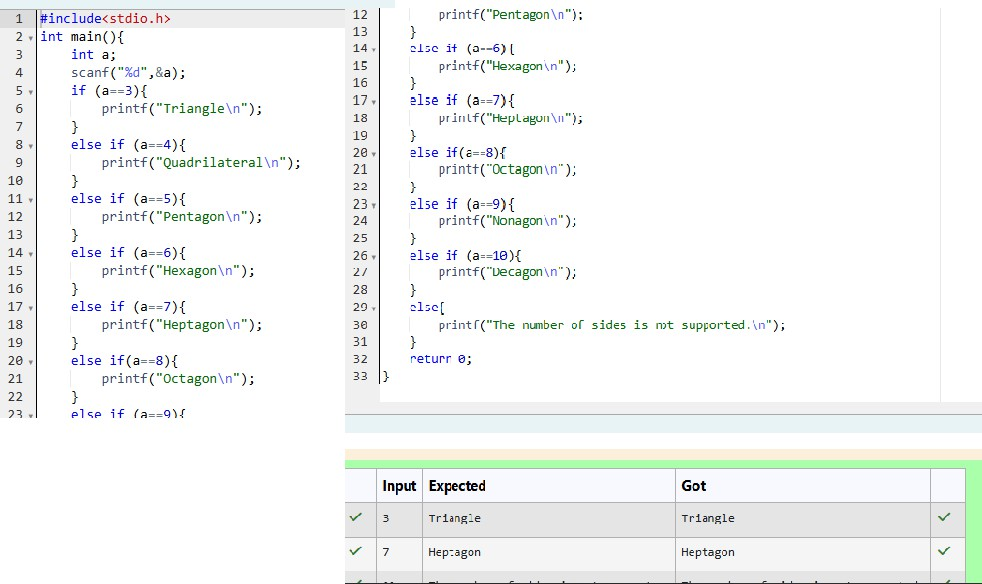 1 #include<stdio.h>
2 int main(){
3 int a;
4 scanf("%d",&a);
5 if (a==3){
6 printf("Triangle\n");
7 }
8 else if (a==4){
9 printf("Quadrilateral\n");
10 }
11 else if (a==5){
12 printf("Pentagon\n");
13 }
14 else if (a==6){
15 printf("Hexagon\n");
16 }
17 else if (a==7){
18 printf("Heptagon\n");
19 }
20 else if(a==8){
21 printf("Octagon\n");
22 }
23 else if (a==9){
12 printf("Pentagon\n");
13 }
14 else if (a==6){
15 printf("Hexagon\n");
16 }
17 else if (a==7){
18 printf("Heptagon\n");
19 }
20 else if(a==8){
21 printf("Octagon\n");
22 }
23 else if (a==9){
24 printf("Nonagon\n");
25 }
26 else if (a==10){
27 printf("Decagon\n");
28 }
29 else{
30 printf("The number of sides is not supported.\n");
31 }
32 return 0;
33 }
Input Expected Got
3 Triangle Triangle
7 Heptagon Heptagon